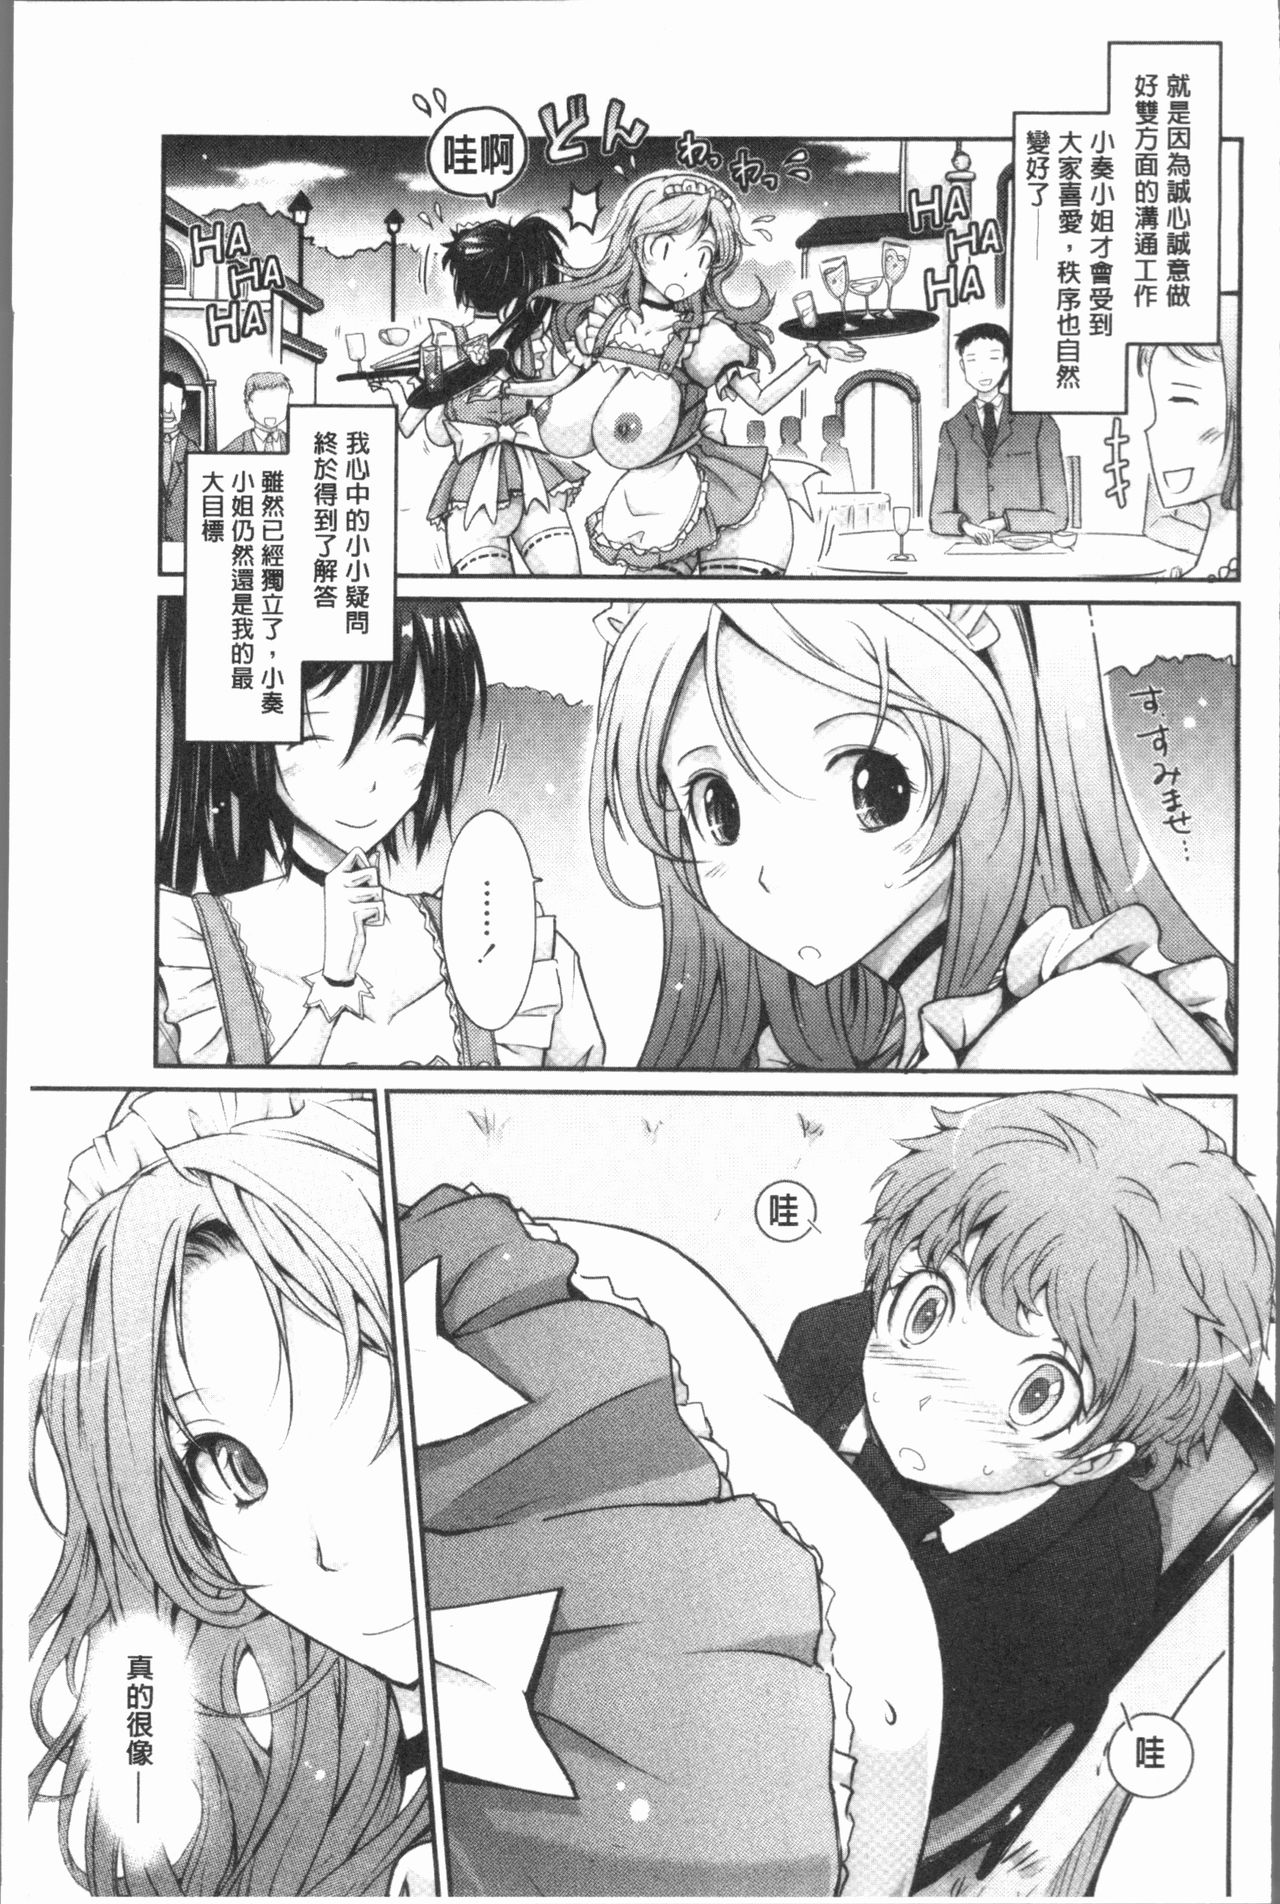 就是因為誠心誠意做
好雙方面的溝通工作
小奏小姐才會受到
大家喜愛，秩序也自然
變好了——
どん
わっ
わっ
哇啊
HA
HA
HA
HA
HA
HA
我心中的小小疑問
終於得到了解答
雖然已經獨立了，小奏
小姐仍然還是我的最
大目標
す、すみませ…
……！
哇
哇
真的很像——